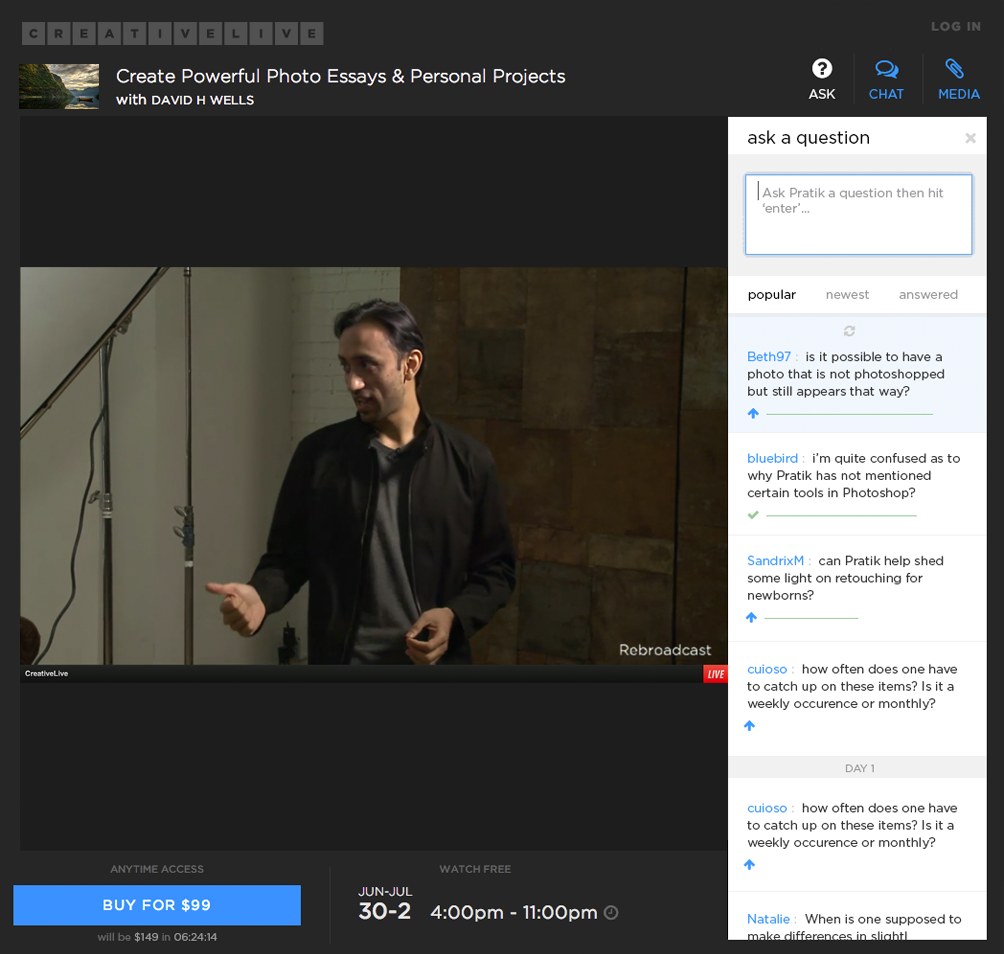 CREATIVELIVE
LOG IN
Create Powerful Photo Essays & Personal Projects
with DAVID H WELLS
ASK
CHAT
MEDIA
ask a question
Ask Pratik a question then hit
‘enter’...
popular newest answered
Beth97 : is it possible to have a
photo that is not photoshopped
but still appears that way?
bluebird : i’m quite confused as to
why Pratik has not mentioned
certain tools in Photoshop?
SandrixM : can Pratik help shed
some light on retouching for
newborns?
cuioso : how often does one have
to catch up on these items? Is it a
weekly occurence or monthly?
DAY 1
cuioso : how often does one have
to catch up on these items? Is it a
weekly occurence or monthly?
Natalie : When is one supposed to
make differences in slightl
Rebroadcast
CreativeLive
LIVE
ANYTIME ACCESS
BUY FOR $99
will be $149 in 06:24:14
WATCH FREE
JUN-JUL
30-2 4:00pm - 11:00pm